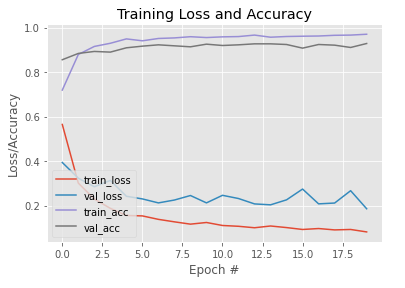 Training Loss and Accuracy
Loss/Accuracy
1.0
0.8
0.6
0.4
0.2
train_loss
val_loss
train_acc
val_acc
0.0 2.5 5.0 7.5 10.0 12.5 15.0 17.5
Epoch #